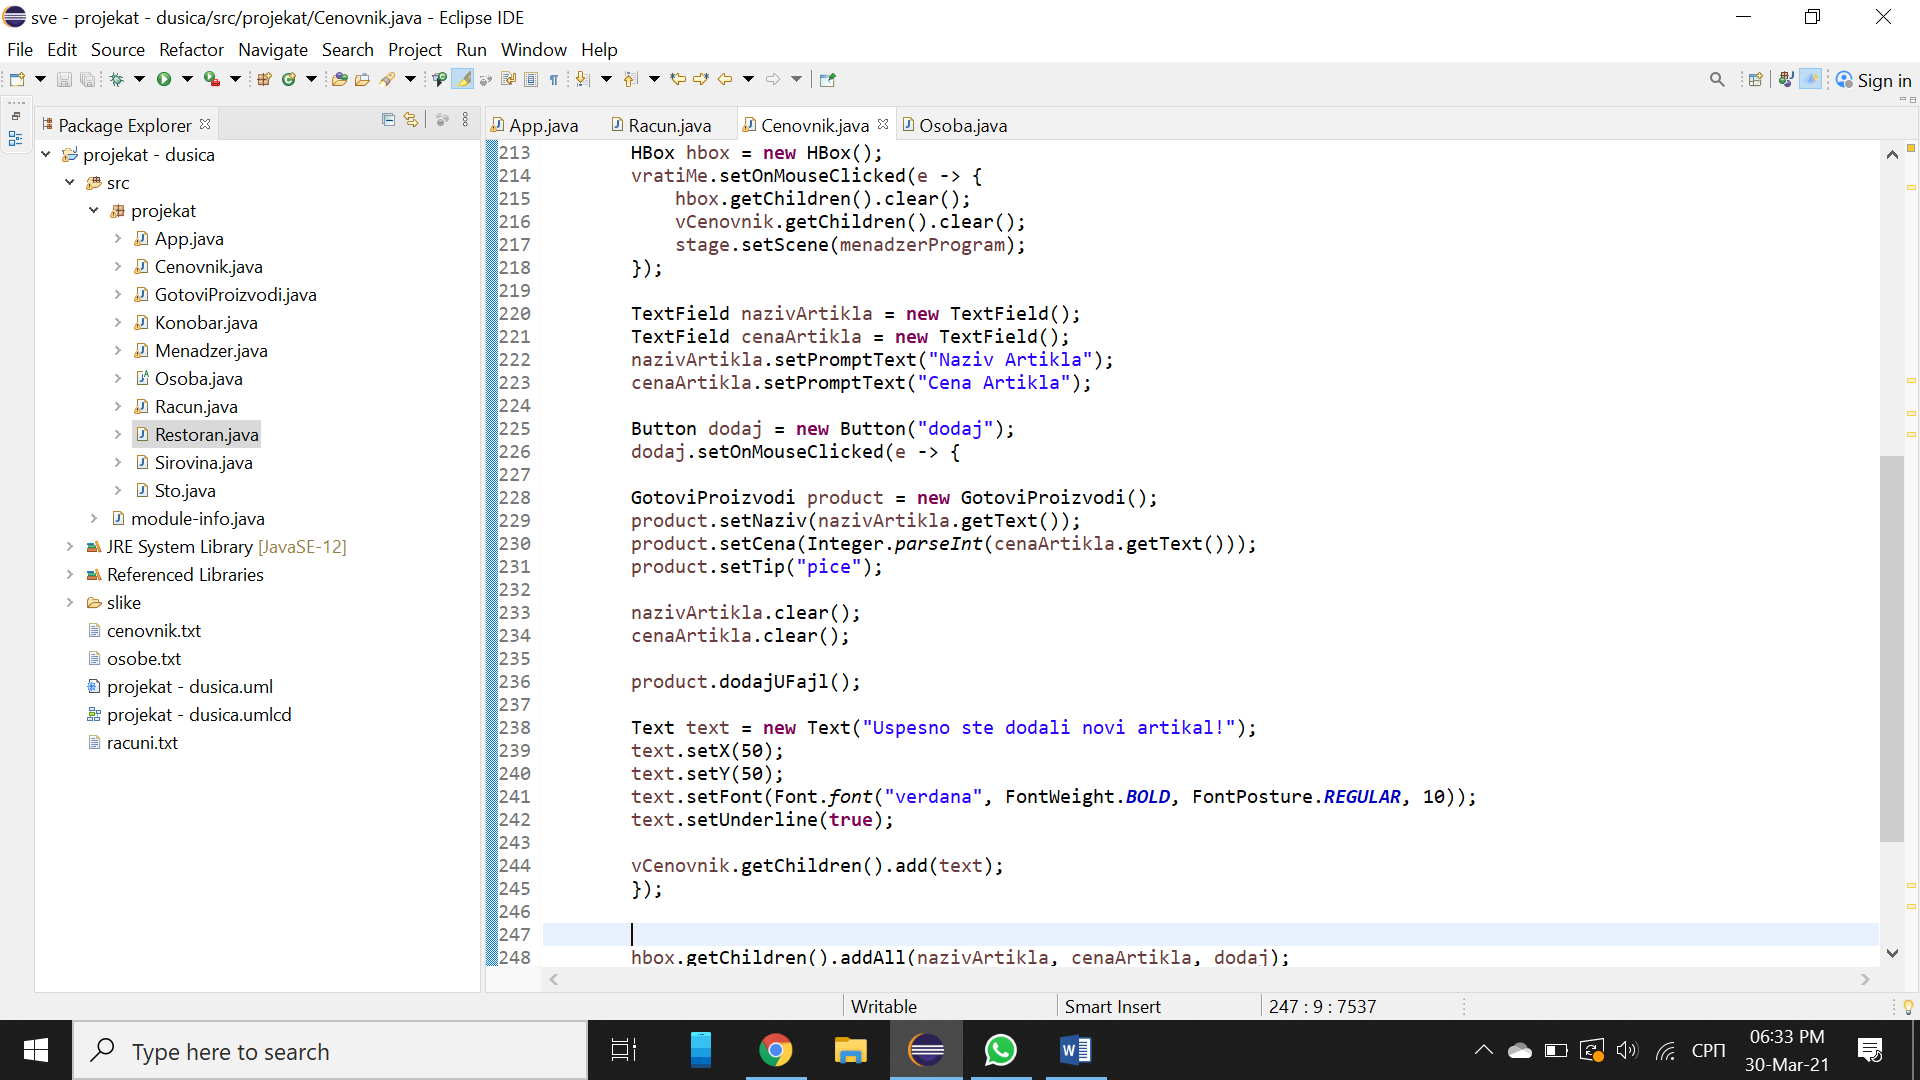 sve - projekat - dusica/src/projekat/Cenovnik.java - Eclipse IDE
File Edit Source Refactor Navigate Search Project Run Window Help
Sign in
Package Explorer
projekat - dusica
src
projekat
App.java
Cenovnik.java
GotoviProizvodi.java
Konobar.java
Menadzer.java
Osoba.java
Racun.java
Restoran.java
Sirovina.java
Sto.java
module-info.java
JRE System Library [JavaSE-12]
Referenced Libraries
slike
cenovnik.txt
osobe.txt
projekat - dusica.uml
projekat - dusica.umlcd
racuni.txt
App.java Racun.java Cenovnik.java Osoba.java
213 HBox hbox = new HBox();
214 vratiMe.setOnMouseClicked(e -> {
215 hbox.getChildren().clear();
216 vCenovnik.getChildren().clear();
217 stage.setScene(menadzerProgram);
218 });
219
220 TextField nazivArtikla = new TextField();
221 TextField cenaArtikla = new TextField();
222 nazivArtikla.setPromptText("Naziv Artikla");
223 cenaArtikla.setPromptText("Cena Artikla");
224
225 Button dodaj = new Button("dodaj");
226 dodaj.setOnMouseClicked(e -> {
227
228 GotoviProizvodi product = new GotoviProizvodi();
229 product.setNaziv(nazivArtikla.getText());
230 product.setCena(Integer.parseInt(cenaArtikla.getText()));
231 product.setTip("pice");
232
233 nazivArtikla.clear();
234 cenaArtikla.clear();
235
236 product.dodajUFajl();
237
238 Text text = new Text("Uspesno ste dodali novi artikal!");
239 text.setX(50);
240 text.setY(50);
241 text.setFont(Font.font("verdana", FontWeight.BOLD, FontPosture.REGULAR, 10));
242 text.setUnderline(true);
243
244 vCenovnik.getChildren().add(text);
245 });
246
247
248 hbox.getChildren().addAll(nazivArtikla, cenaArtikla, dodaj);
Writable Smart Insert 247 : 9 : 7537
Type here to search
СРП
06:33 PM
30-Mar-21